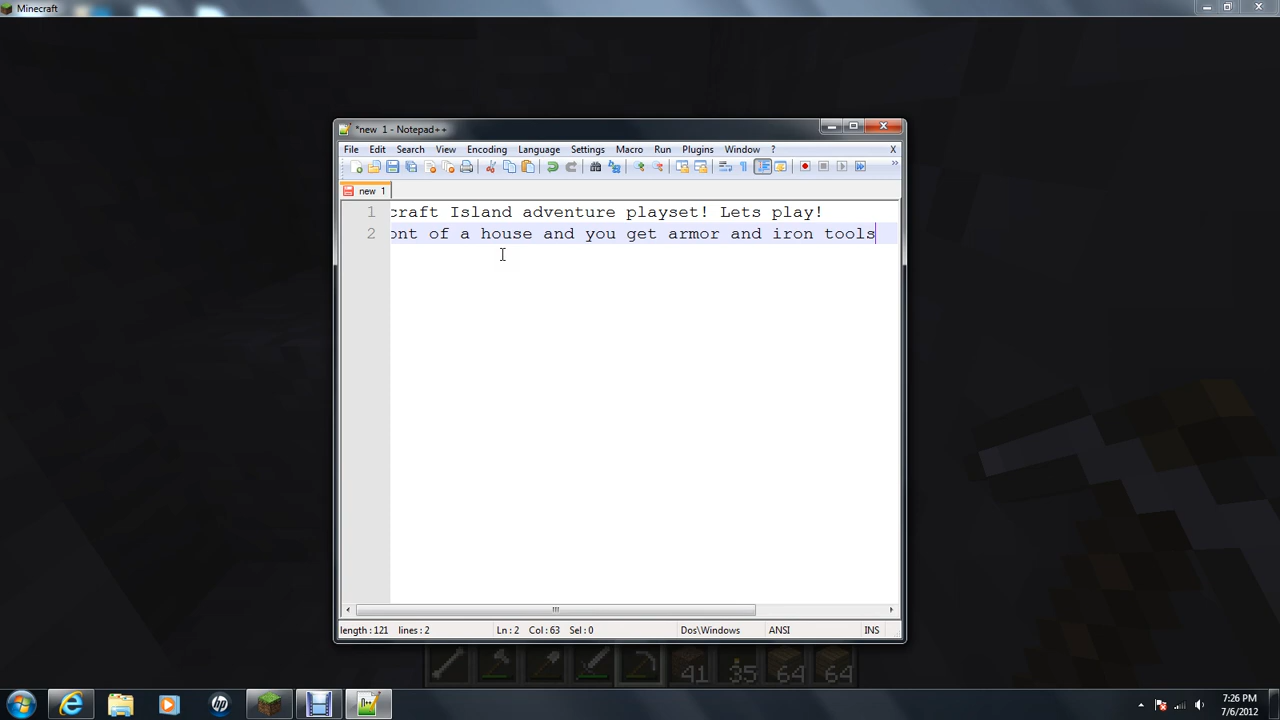 Minecraft
*new 1 - Notepad++
File Edit Search View Encoding Language Settings Macro Run Plugins Window ? X
new 1
1 craft Island adventure playset! Lets play!
2 ont of a house and you get armor and iron tools
length : 121 lines : 2 Ln : 2 Col : 63 Sel : 0 Dos\Windows ANSI INS
41 35 64 64
7:26 PM
7/6/2012